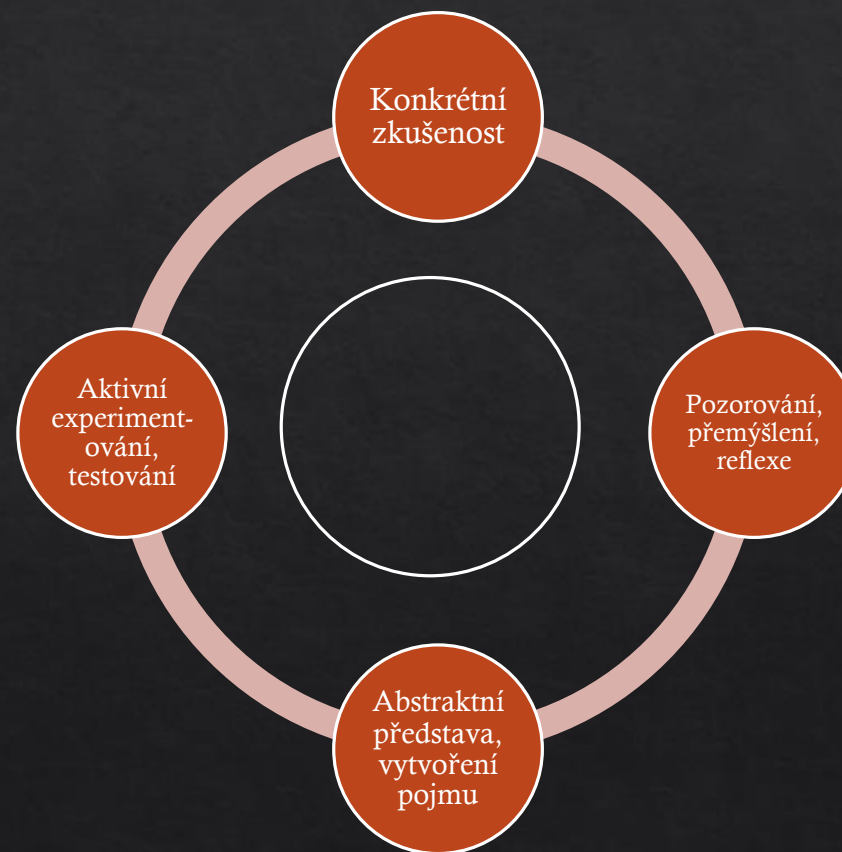 Konkrétní
zkušenost
Pozorování,
přemýšlení,
reflexe
Abstraktní
představa,
vytvoření
pojmu
Aktivní
experiment-
ování,
testování